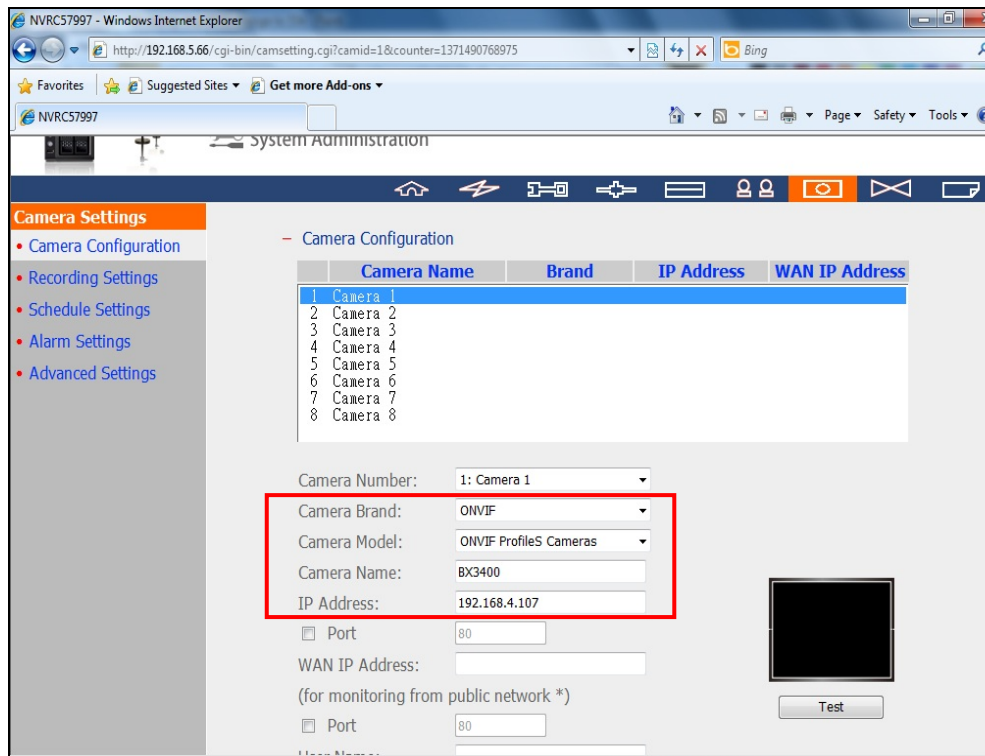 NVRC57997 - Windows Internet Explorer
http://192.168.5.66/cgi-bin/camsetting.cgi?camid=1&counter=1371490768975
Bing
Favorites Suggested Sites Get more Add-ons
NVRC57997 Page Safety Tools
System Administration
Camera Settings
Camera Configuration
Recording Settings
Schedule Settings
Alarm Settings
Advanced Settings
– Camera Configuration
Camera Name Brand IP Address WAN IP Address
1 Camera 1
2 Camera 2
3 Camera 3
4 Camera 4
5 Camera 5
6 Camera 6
7 Camera 7
8 Camera 8
Camera Number: 1: Camera 1
Camera Brand: ONVIF
Camera Model: ONVIF ProfileS Cameras
Camera Name: BX3400
IP Address: 192.168.4.107
Port 80
WAN IP Address:
(for monitoring from public network *)
Port 80
Test
User Name: